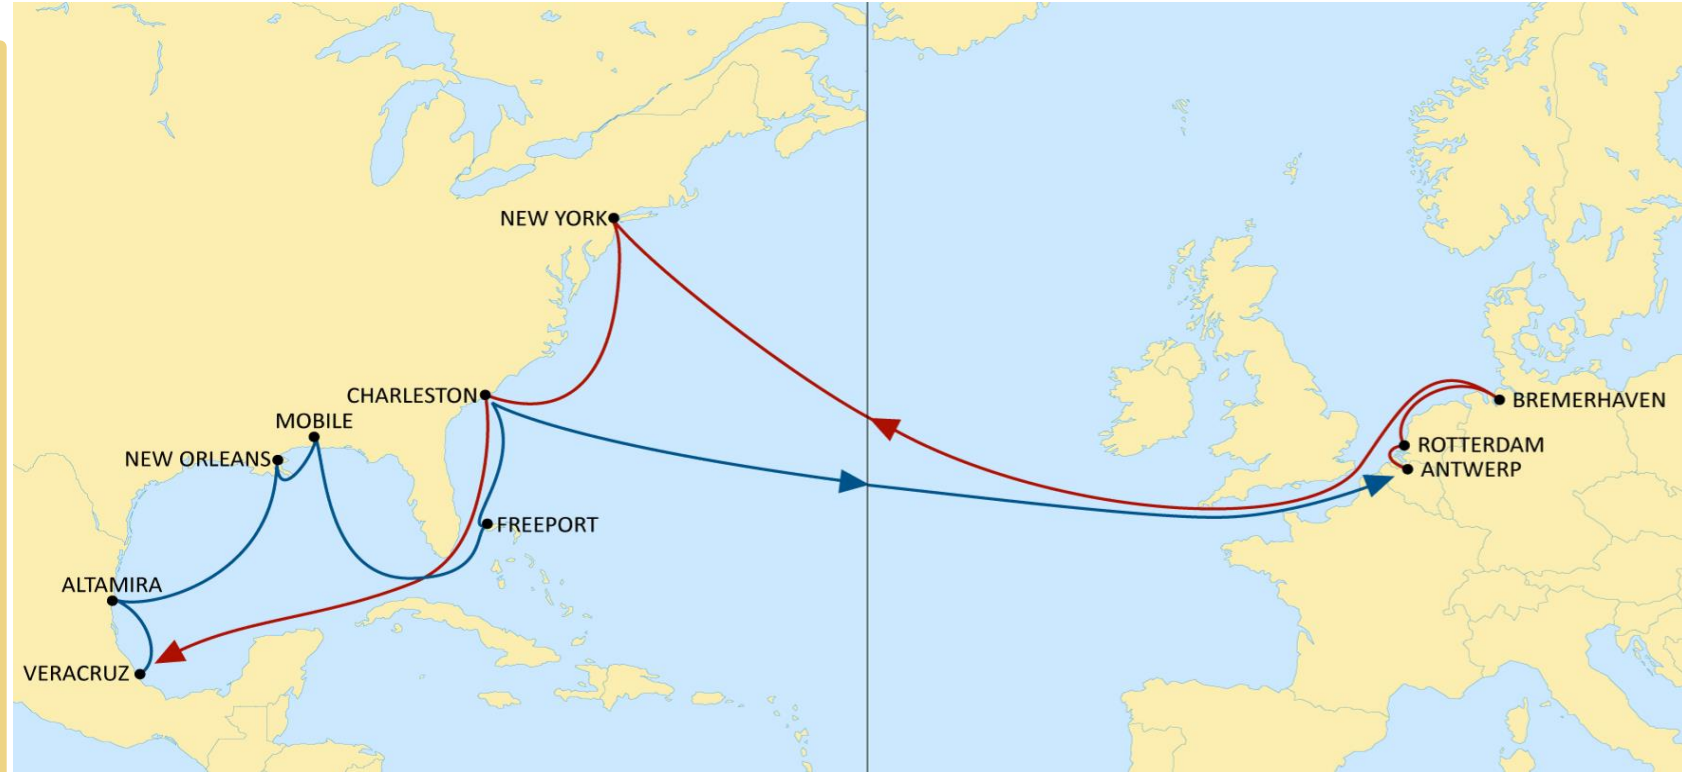 NEW YORK
CHARLESTON
MOBILE
NEW ORLEANS
FREEPORT
ALTAMIRA
VERACRUZ
BREMERHAVEN
ROTTERDAM
ANTWERP